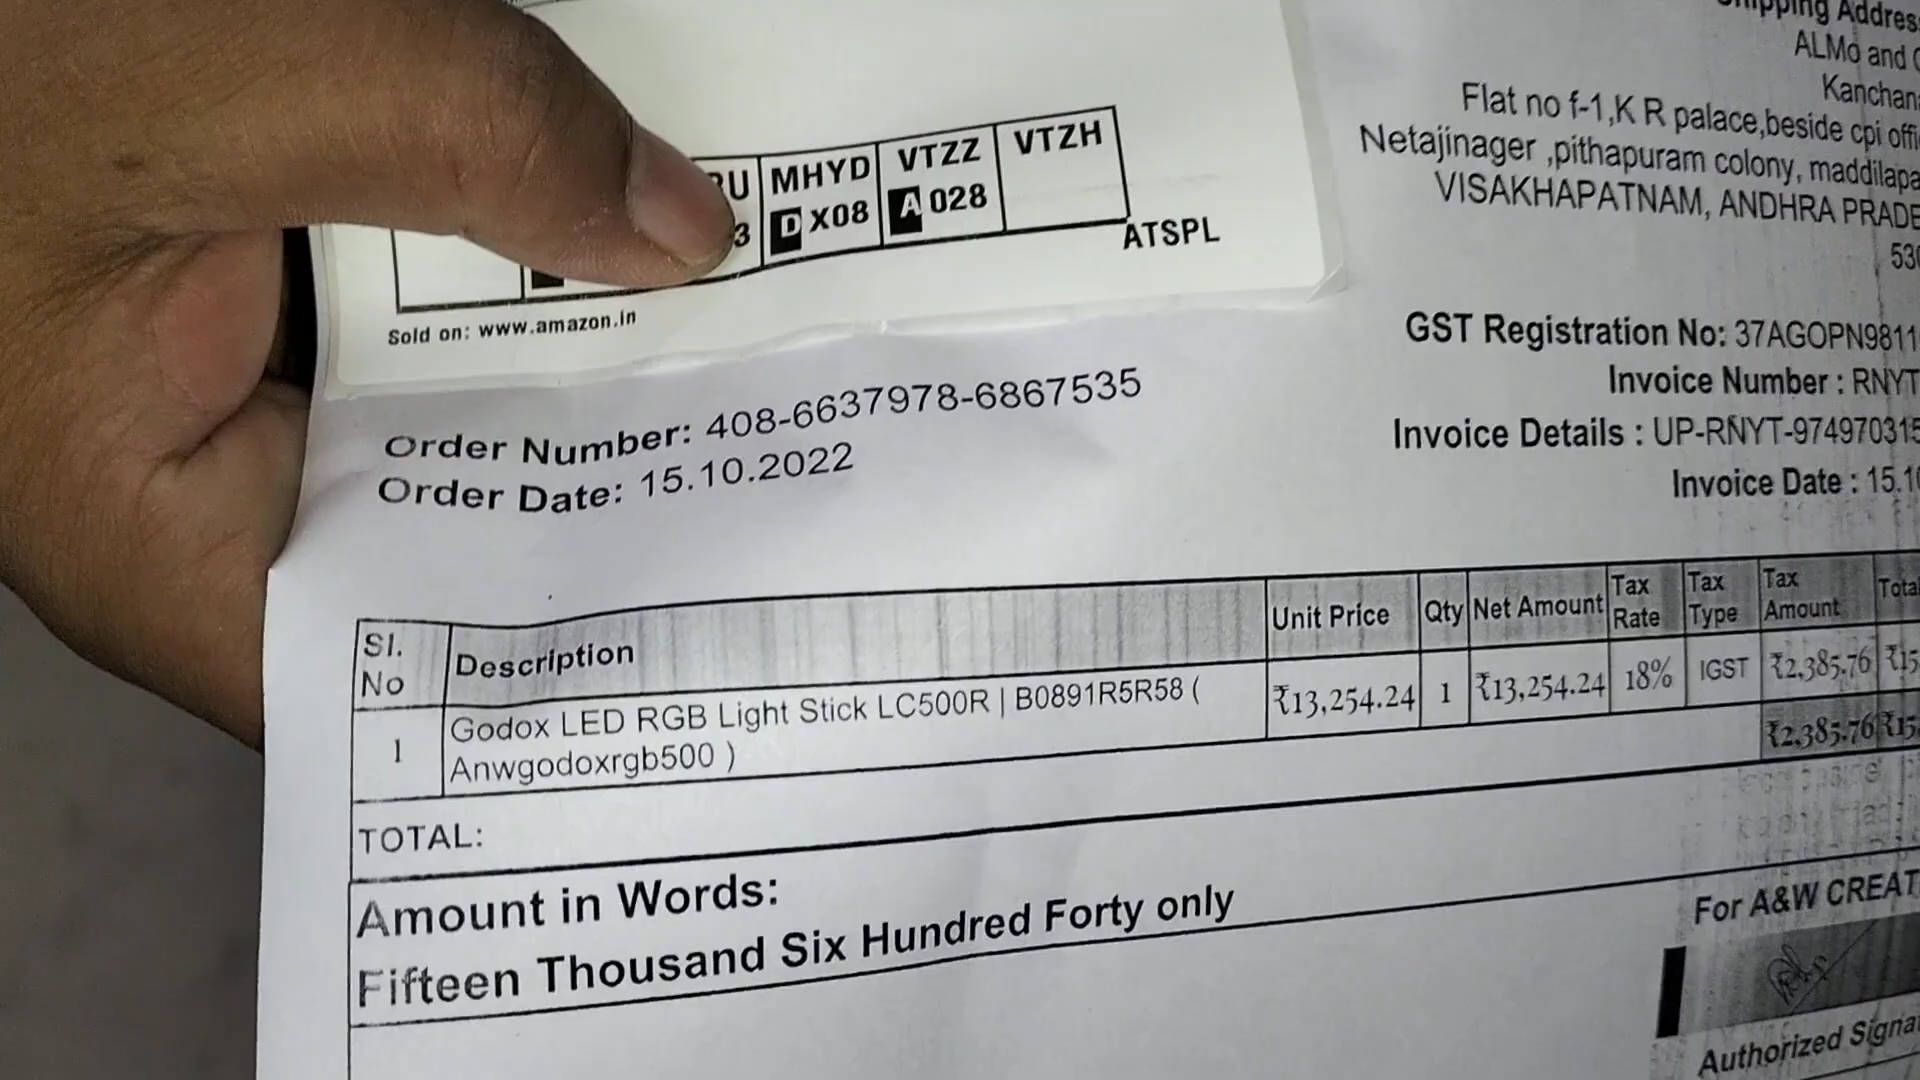 MHYD VTZZ VTZH
D X08 A 028
ATSPL
Sold on: www.amazon.in
Addres
ALMo and
Kanchan
Flat no f-1,K R palace,beside cpi offi
Netajinager ,pithapuram colony, maddilapa
VISAKHAPATNAM, ANDHRA PRADE
53
GST Registration No: 37AGOPN9811
Invoice Number : RNYT
Invoice Details : UP-RNYT-974970315
Invoice Date : 15.1
Order Number: 408-6637978-6867535
Order Date: 15.10.2022
Sl. No Description Unit Price Qty Net Amount Tax Rate Tax Type Tax Amount Total
1 Godox LED RGB Light Stick LC500R | B0891R5R58 ( ₹13,254.24 1 ₹13,254.24 18% IGST ₹2,385.76 ₹15
Anwgodoxrgb500 )
TOTAL: ₹2,385.76 ₹15
Amount in Words:
Fifteen Thousand Six Hundred Forty only
For A&W CREAT
Authorized Signa